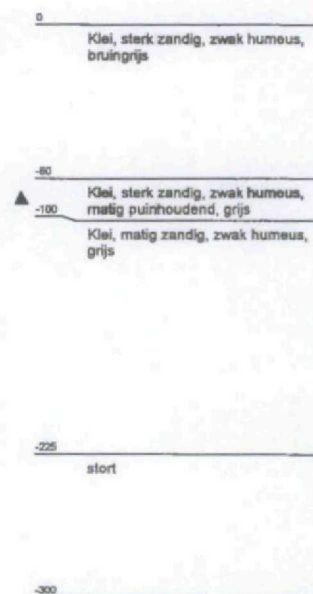 0
Klei, sterk zandig, zwak humeus,
bruingrijs
-80
Klei, sterk zandig, zwak humeus,
matig puinhoudend, grijs
-100
Klei, matig zandig, zwak humeus,
grijs
-225
stort
-300